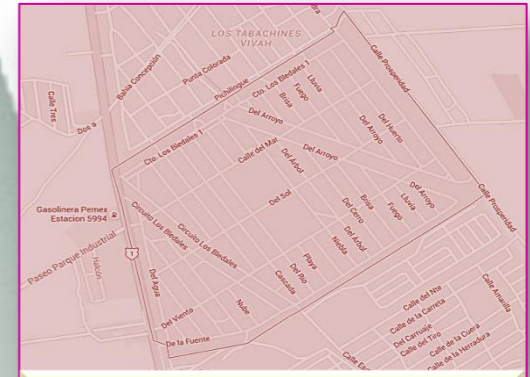 LOS TABACHINES
VIVAH
Calle Prosperidad
Bahía Concepción
Punta Colorada
Pichilingue
Cto. Los Bledales 1
Lluvia
Fuego
Brisa
Calle Tres
Dos a
Del Arroyo
Del Huerto
Del Arroyo
Cto. Los Bledales 1
Calle del Mar
Del Árbol
Del Arroyo
Del Arroyo
Calle Prosperidad
Del Sol
Brisa
Lluvia
Fuego
Del Cerro
Gasolinera Pemex
Estacion 5994
Circuito Los Bledales
Circuito Los Bledales
Del Árbol
Niebla
Paseo Parque Industrial
1
Halcón
Del Agua
Playa
Del Río
Cascada
Calle Amarilla
Nube
Del Viento
Calle del Nte
Calle de la Carreta
De la Fuente
Del Carruaje
Calle del Tiro
Calle de la Cuera
Calle de la Herradura